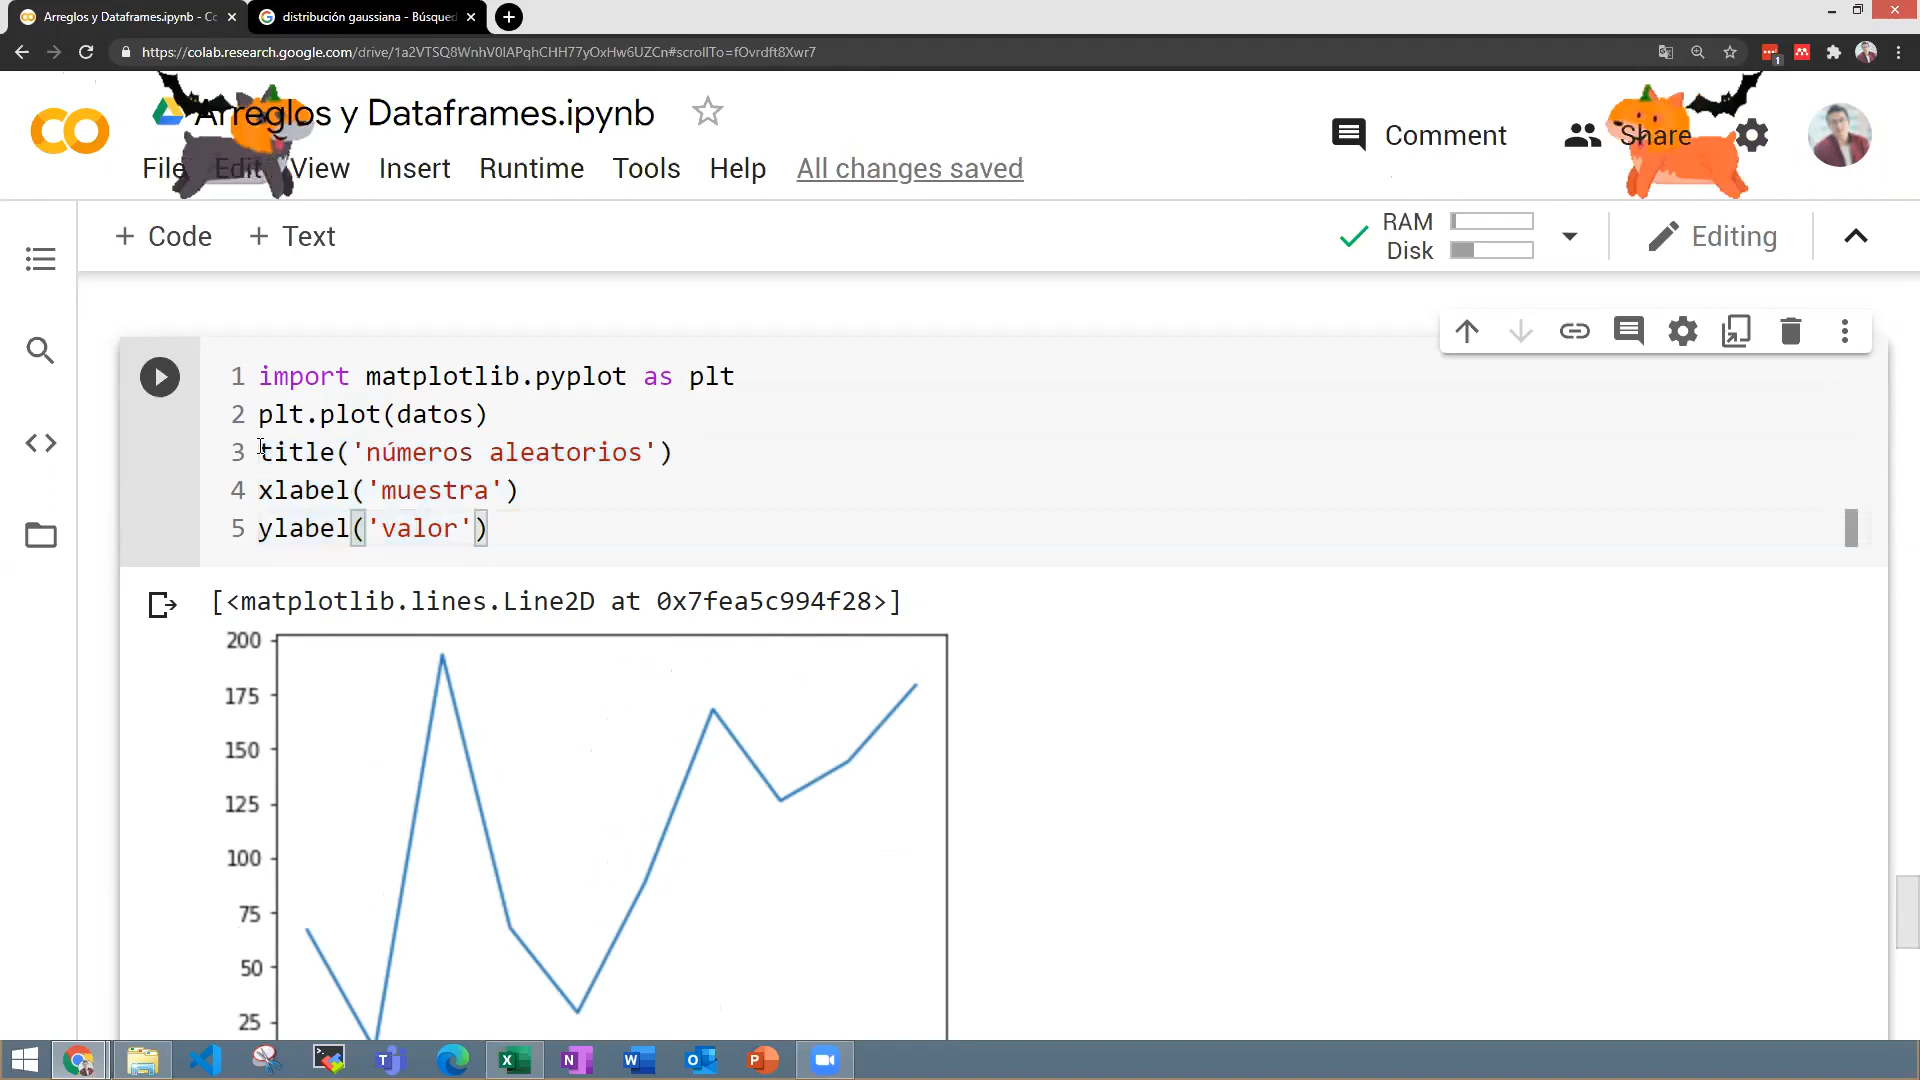 Arreglos y Dataframes.ipynb - Cc
distribución gaussiana - Búsqued
https://colab.research.google.com/drive/1a2VTSQ8WnhV0lAPqhCHH77yOxHw6UZCn#scrollTo=fOvrdft8Xwr7
Arreglos y Dataframes.ipynb
Comment
Share
File Edit View Insert Runtime Tools Help All changes saved
+ Code + Text
RAM
Disk
Editing
1 import matplotlib.pyplot as plt
2 plt.plot(datos)
3 title('números aleatorios')
4 xlabel('muestra')
5 ylabel('valor')
[<matplotlib.lines.Line2D at 0x7fea5c994f28>]
200
175
150
125
100
75
50
25